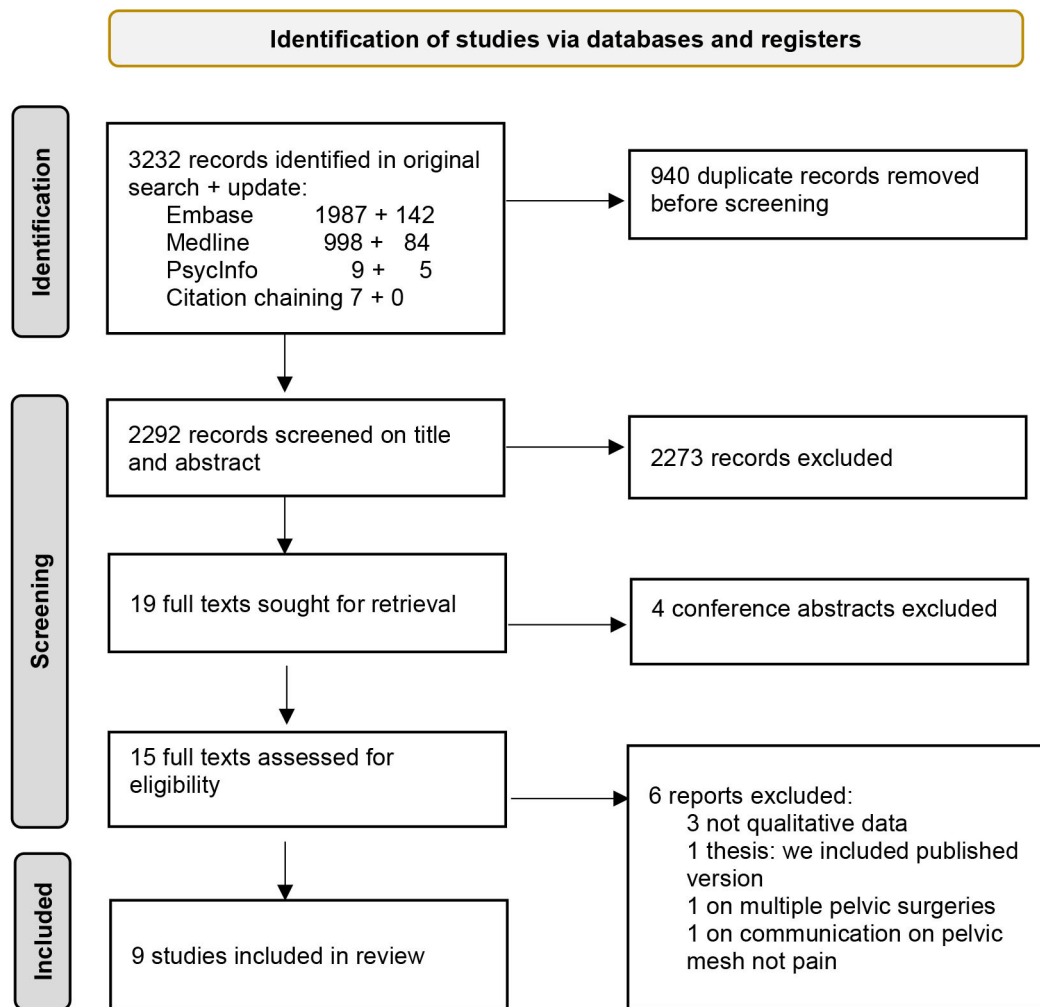 Identification of studies via databases and registers
Identification
3232 records identified in original
search + update:
Embase 1987 + 142
Medline 998 + 84
PsycInfo 9 + 5
Citation chaining 7 + 0
940 duplicate records removed
before screening
Screening
2292 records screened on title
and abstract
2273 records excluded
19 full texts sought for retrieval
4 conference abstracts excluded
15 full texts assessed for
eligibility
6 reports excluded:
3 not qualitative data
1 thesis: we included published
version
1 on multiple pelvic surgeries
1 on communication on pelvic
mesh not pain
Included
9 studies included in review